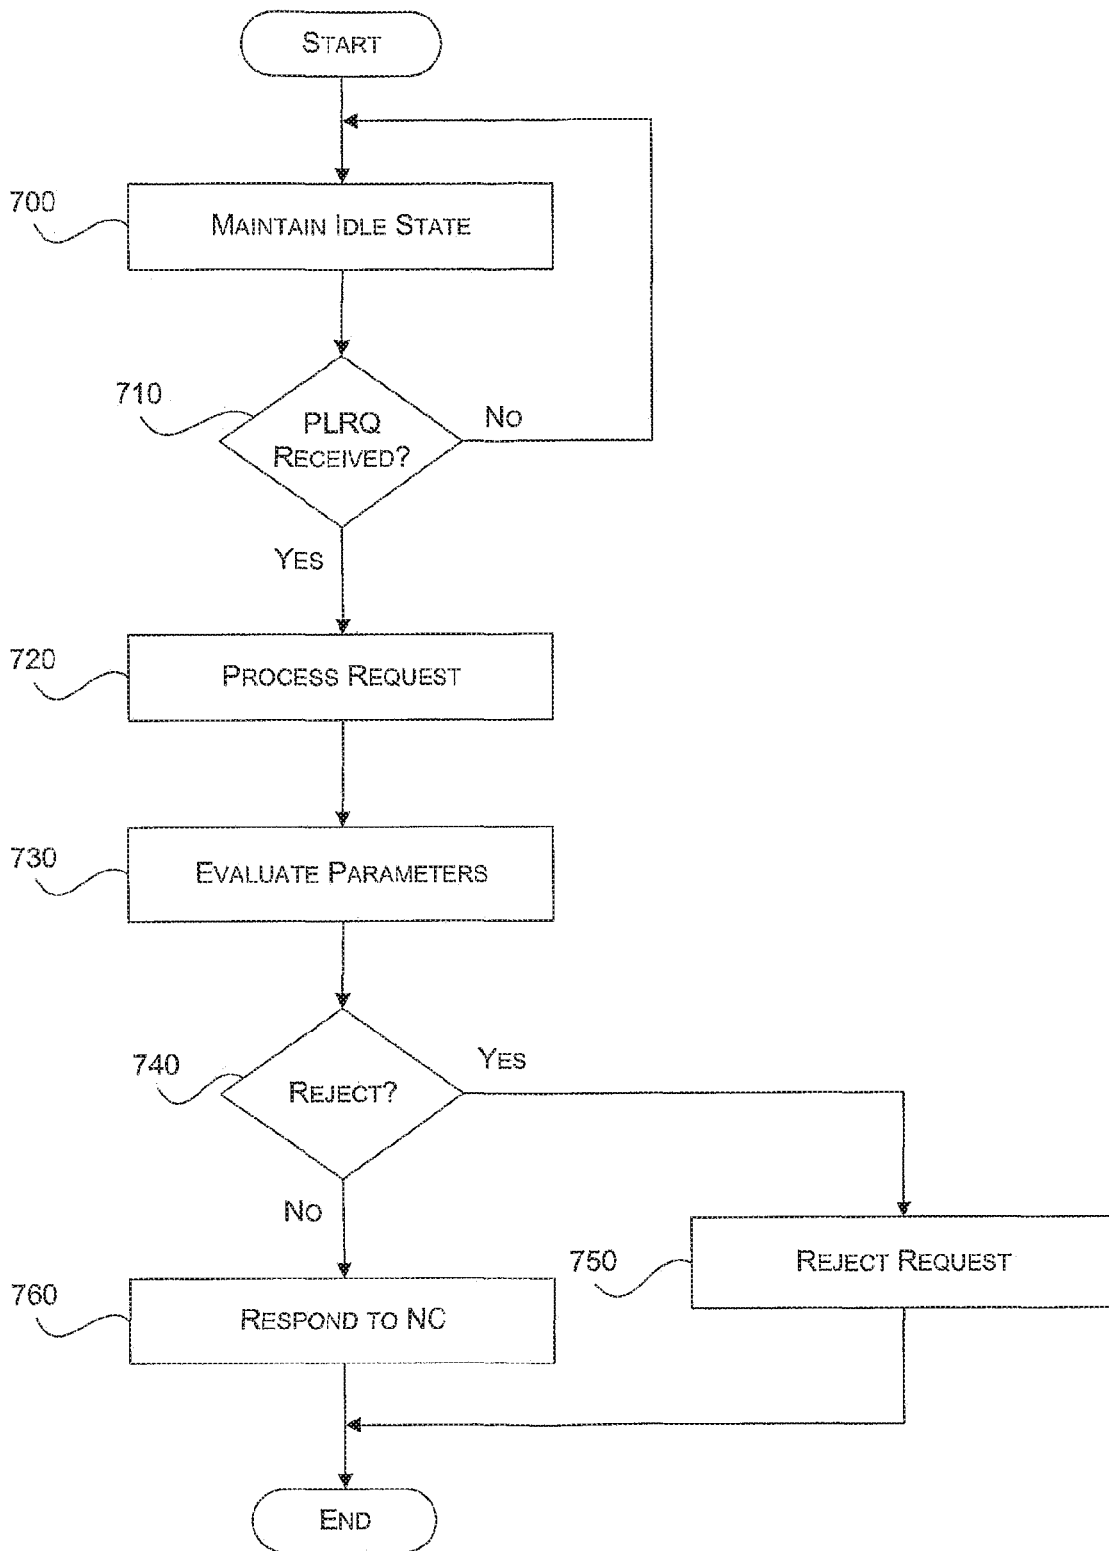 START
700
MAINTAIN IDLE STATE
710
PLRQ
RECEIVED?
NO
YES
720
PROCESS REQUEST
730
EVALUATE PARAMETERS
740
REJECT?
YES
NO
750
REJECT REQUEST
760
RESPOND TO NC
END